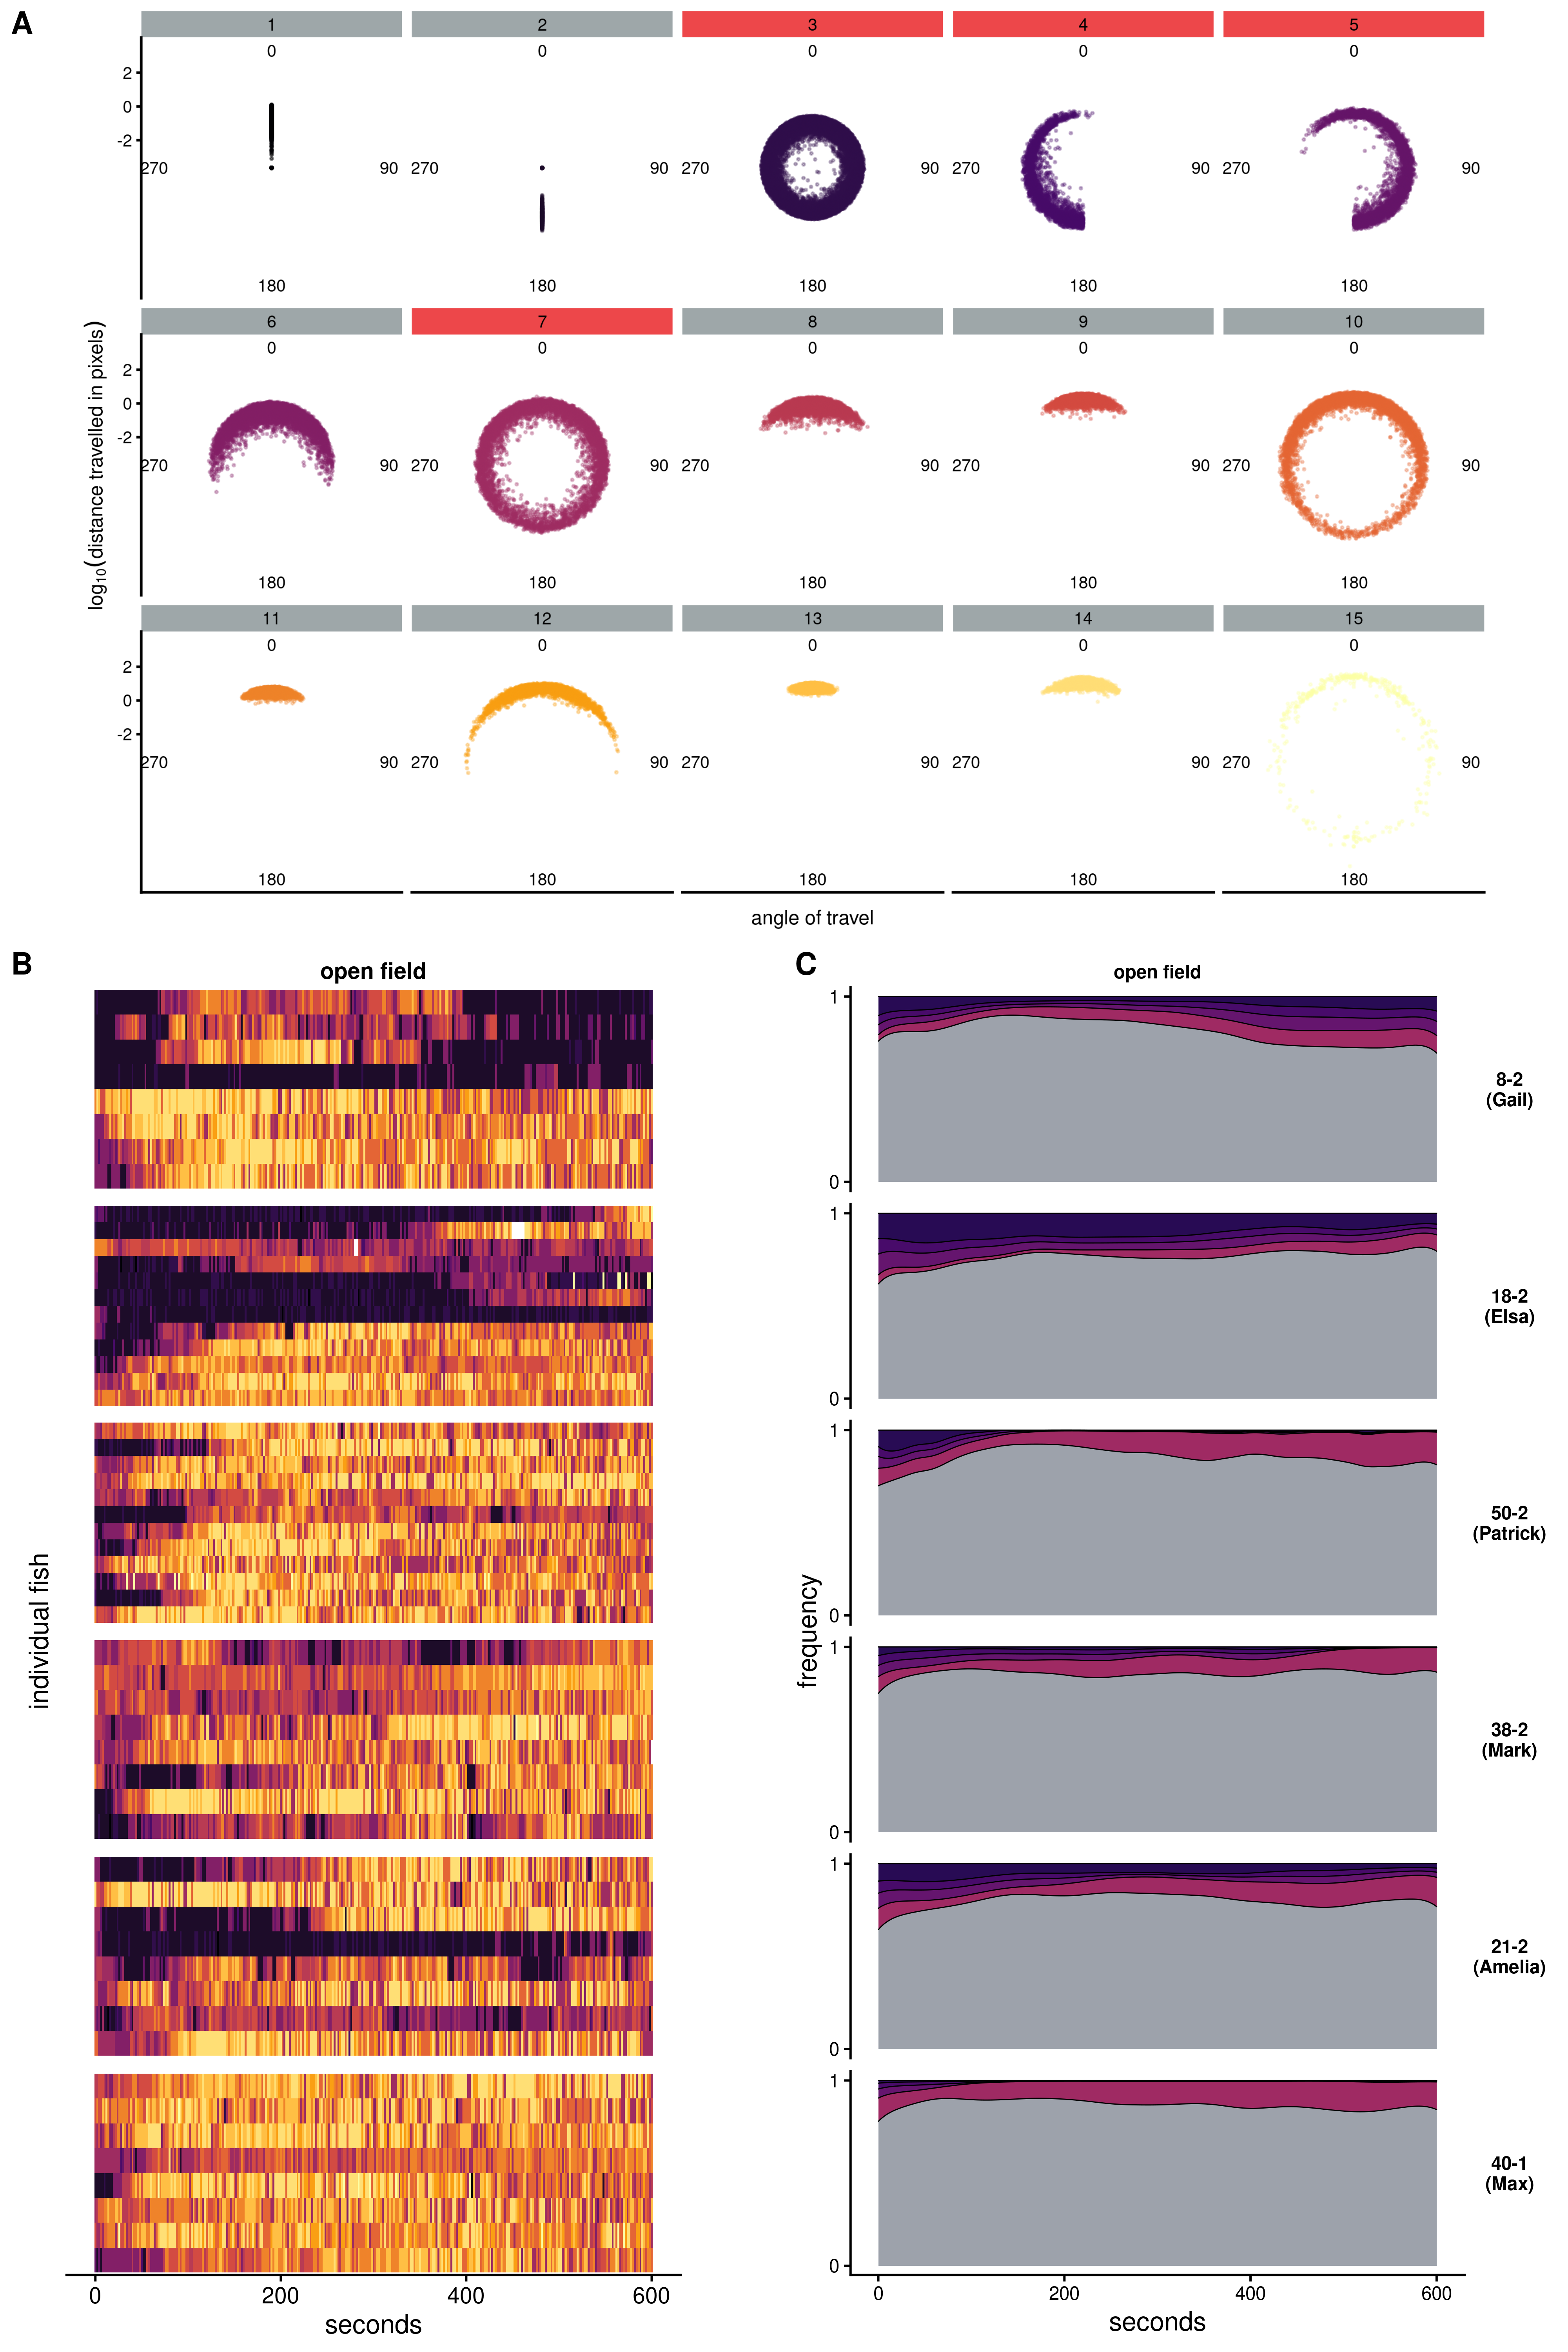 A
1 2 3 4 5
0 0 0 0 0
2
0
-2
270 90 270 90 270 90 270 90 270 90
180 180 180 180 180
6 7 8 9 10
0 0 0 0 0
2
0
-2
270 90 270 90 270 90 270 90 270 90
180 180 180 180 180
11 12 13 14 15
0 0 0 0 0
2
0
-2
270 90 270 90 270 90 270 90 270 90
180 180 180 180 180
log₁₀(distance travelled in pixels)
angle of travel
B
open field
individual fish
0 200 400 600
seconds
C
open field
frequency
1
0
8-2
(Gail)
1
0
18-2
(Elsa)
1
0
50-2
(Patrick)
1
0
38-2
(Mark)
1
0
21-2
(Amelia)
1
0
40-1
(Max)
0 200 400 600
seconds